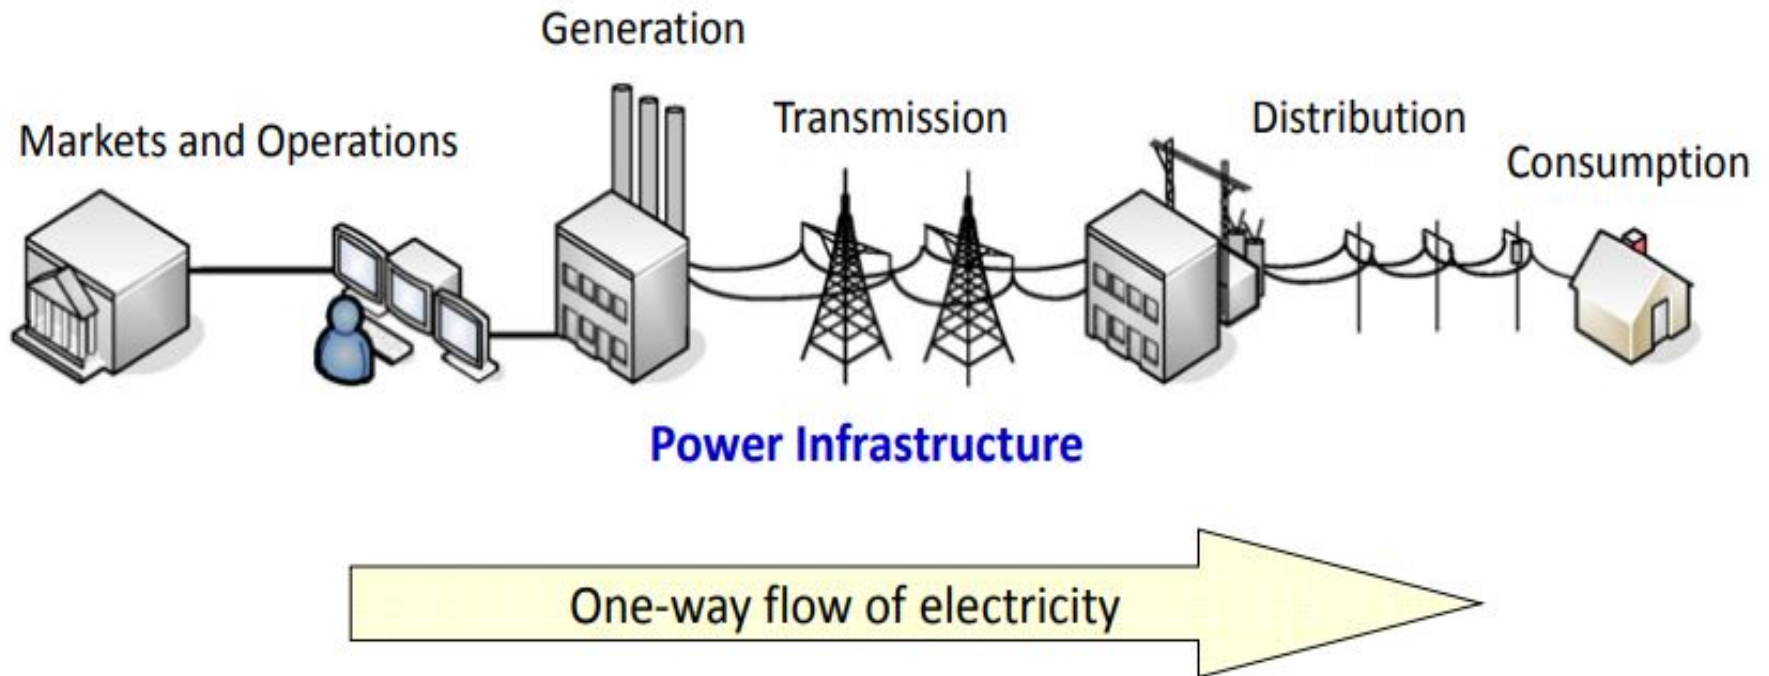 Generation
Markets and Operations
Transmission
Distribution
Consumption
Power Infrastructure
One-way flow of electricity